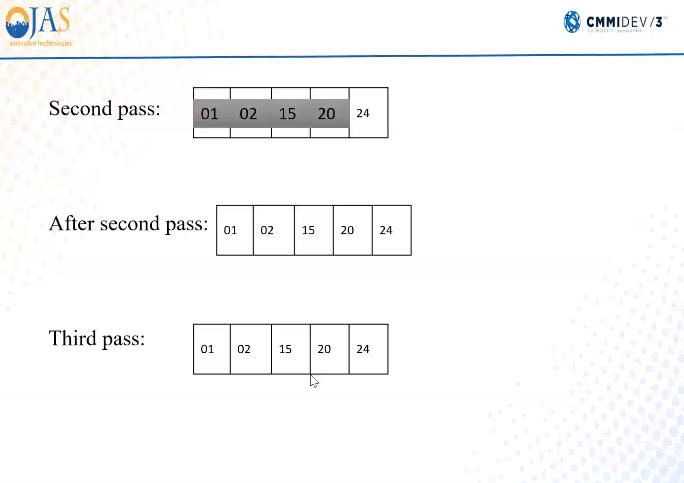 OJAS
innovative technologies
CMMIDEV/3
Second pass:
01 02 15 20 24
After second pass:
01 02 15 20 24
Third pass:
01 02 15 20 24